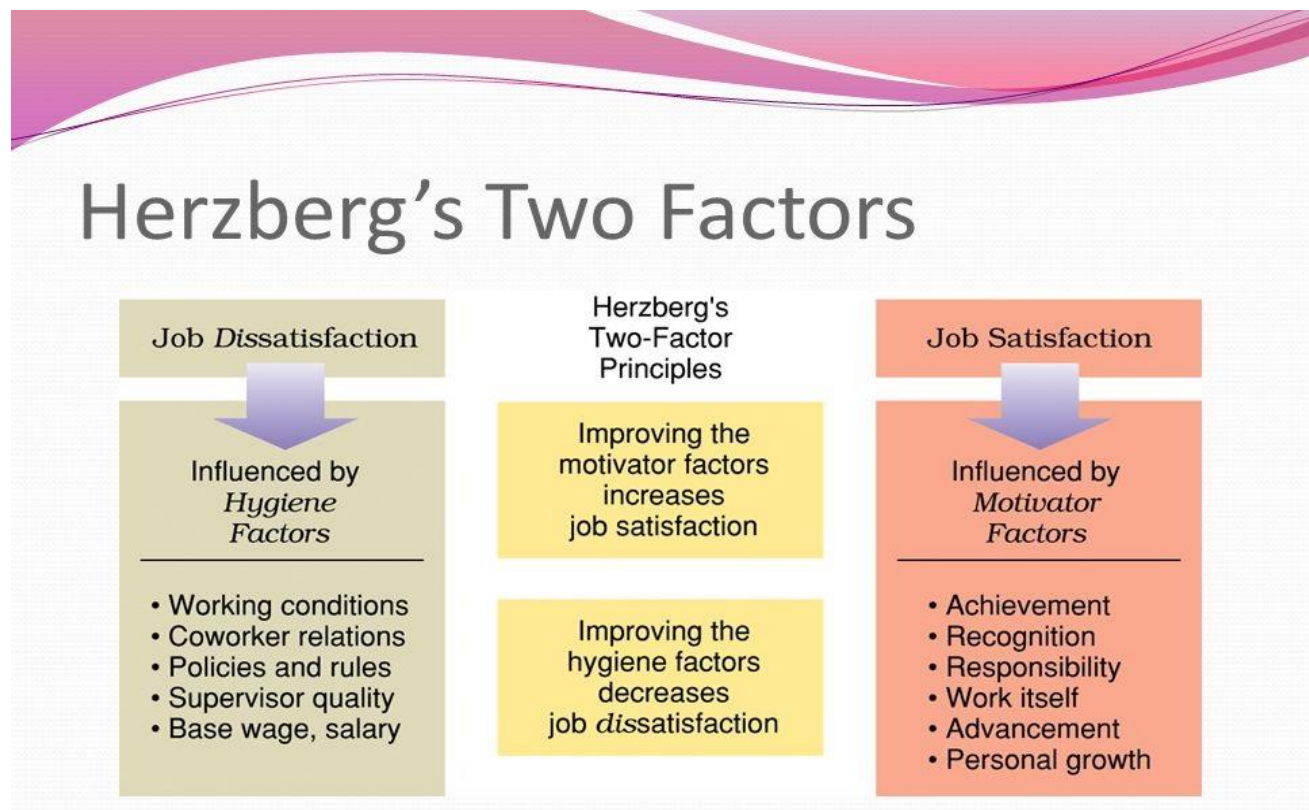 Herzberg's Two Factors
Job Dissatisfaction
Influenced by
Hygiene
Factors
• Working conditions
• Coworker relations
• Policies and rules
• Supervisor quality
• Base wage, salary
Herzberg's
Two-Factor
Principles
Improving the
motivator factors
increases
job satisfaction
Improving the
hygiene factors
decreases
job dissatisfaction
Job Satisfaction
Influenced by
Motivator
Factors
• Achievement
• Recognition
• Responsibility
• Work itself
• Advancement
• Personal growth